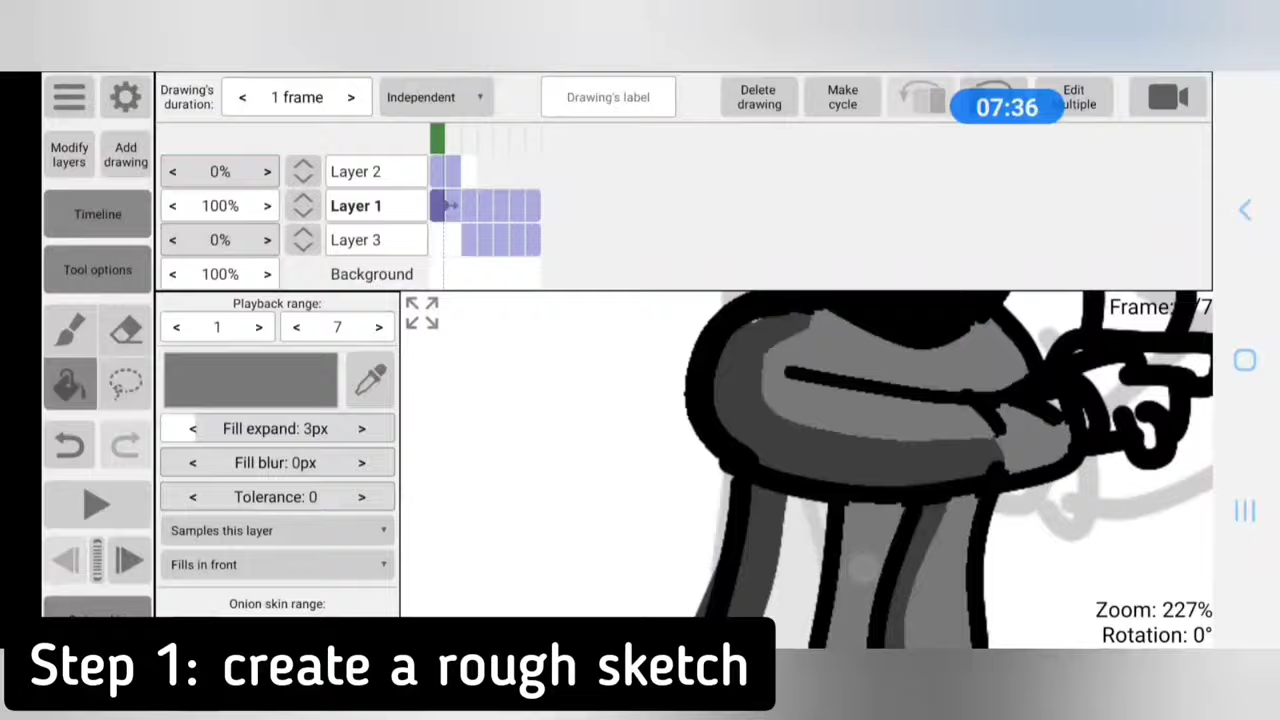 Drawing's
duration:
< 1 frame >
Independent
Drawing's label
Delete
drawing
Make
cycle
07:36
Edit
Multiple
Modify
layers
Add
drawing
< 0% >
Layer 2
Timeline
< 100% >
Layer 1
< 0% >
Layer 3
Tool options
< 100% >
Background
Playback range:
< 1 >
< 7 >
Frame: /7
< Fill expand: 3px >
< Fill blur: 0px >
< Tolerance: 0 >
Samples this layer
Fills in front
Onion skin range:
Zoom: 227%
Rotation: 0°
Step 1: create a rough sketch